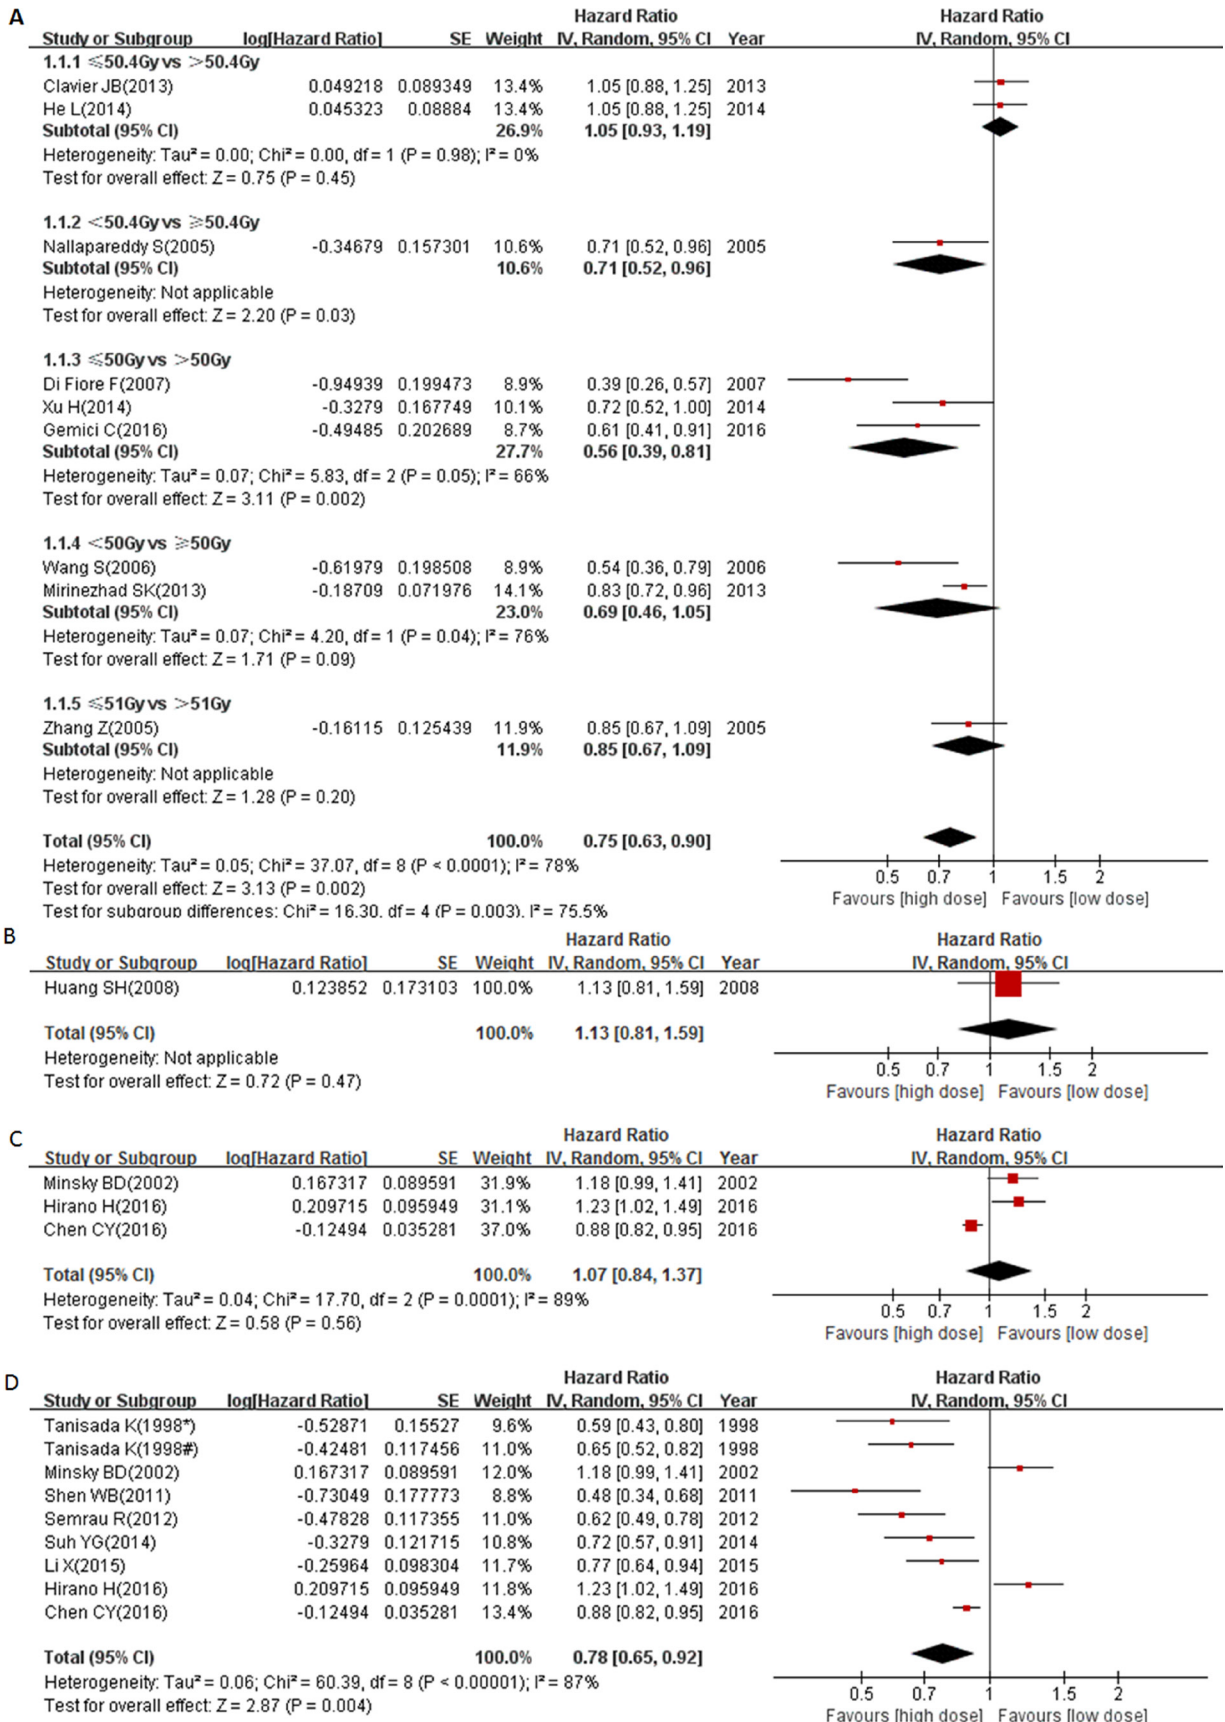 A
Hazard Ratio Hazard Ratio
Study or Subgroup log[Hazard Ratio] SE Weight IV, Random, 95% CI Year IV, Random, 95% CI
1.1.1 ≤50.4Gy vs >50.4Gy
Clavier JB(2013) 0.049218 0.089349 13.4% 1.05 [0.88, 1.25] 2013
He L(2014) 0.045323 0.08884 13.4% 1.05 [0.88, 1.25] 2014
Subtotal (95% CI) 26.9% 1.05 [0.93, 1.19]
Heterogeneity: Tau² = 0.00; Chi² = 0.00, df = 1 (P = 0.98); I² = 0%
Test for overall effect: Z = 0.75 (P = 0.45)
1.1.2 <50.4Gy vs ≥50.4Gy
Nallapareddy S(2005) -0.34679 0.157301 10.6% 0.71 [0.52, 0.96] 2005
Subtotal (95% CI) 10.6% 0.71 [0.52, 0.96]
Heterogeneity: Not applicable
Test for overall effect: Z = 2.20 (P = 0.03)
1.1.3 ≤50Gy vs >50Gy
Di Fiore F(2007) -0.94939 0.199473 8.9% 0.39 [0.26, 0.57] 2007
Xu H(2014) -0.3279 0.167749 10.1% 0.72 [0.52, 1.00] 2014
Gemici C(2016) -0.49485 0.202689 8.7% 0.61 [0.41, 0.91] 2016
Subtotal (95% CI) 27.7% 0.56 [0.39, 0.81]
Heterogeneity: Tau² = 0.07; Chi² = 5.83, df = 2 (P = 0.05); I² = 66%
Test for overall effect: Z = 3.11 (P = 0.002)
1.1.4 <50Gy vs ≥50Gy
Wang S(2006) -0.61979 0.198508 8.9% 0.54 [0.36, 0.79] 2006
Mirinezhad SK(2013) -0.18709 0.071976 14.1% 0.83 [0.72, 0.96] 2013
Subtotal (95% CI) 23.0% 0.69 [0.46, 1.05]
Heterogeneity: Tau² = 0.07; Chi² = 4.20, df = 1 (P = 0.04); I² = 76%
Test for overall effect: Z = 1.71 (P = 0.09)
1.1.5 ≤51Gy vs >51Gy
Zhang Z(2005) -0.16115 0.125439 11.9% 0.85 [0.67, 1.09] 2005
Subtotal (95% CI) 11.9% 0.85 [0.67, 1.09]
Heterogeneity: Not applicable
Test for overall effect: Z = 1.28 (P = 0.20)
Total (95% CI) 100.0% 0.75 [0.63, 0.90]
Heterogeneity: Tau² = 0.05; Chi² = 37.07, df = 8 (P < 0.0001); I² = 78%
0.5 0.7 1 1.5 2
Test for overall effect: Z = 3.13 (P = 0.002)
Favours [high dose] Favours [low dose]
Test for subgroup differences: Chi² = 16.30, df = 4 (P = 0.003), I² = 75.5%
B
Hazard Ratio Hazard Ratio
Study or Subgroup log[Hazard Ratio] SE Weight IV, Random, 95% CI Year IV, Random, 95% CI
Huang SH(2008) 0.123852 0.173103 100.0% 1.13 [0.81, 1.59] 2008
Total (95% CI) 100.0% 1.13 [0.81, 1.59]
Heterogeneity: Not applicable
0.5 0.7 1 1.5 2
Test for overall effect: Z = 0.72 (P = 0.47)
Favours [high dose] Favours [low dose]
C
Hazard Ratio Hazard Ratio
Study or Subgroup log[Hazard Ratio] SE Weight IV, Random, 95% CI Year IV, Random, 95% CI
Minsky BD(2002) 0.167317 0.089591 31.9% 1.18 [0.99, 1.41] 2002
Hirano H(2016) 0.209715 0.095949 31.1% 1.23 [1.02, 1.49] 2016
Chen CY(2016) -0.12494 0.035281 37.0% 0.88 [0.82, 0.95] 2016
Total (95% CI) 100.0% 1.07 [0.84, 1.37]
Heterogeneity: Tau² = 0.04; Chi² = 17.70, df = 2 (P = 0.0001); I² = 89%
0.5 0.7 1 1.5 2
Test for overall effect: Z = 0.58 (P = 0.56)
Favours [high dose] Favours [low dose]
D
Hazard Ratio Hazard Ratio
Study or Subgroup log[Hazard Ratio] SE Weight IV, Random, 95% CI Year IV, Random, 95% CI
Tanisada K(1998*) -0.52871 0.15527 9.6% 0.59 [0.43, 0.80] 1998
Tanisada K(1998#) -0.42481 0.117456 11.0% 0.65 [0.52, 0.82] 1998
Minsky BD(2002) 0.167317 0.089591 12.0% 1.18 [0.99, 1.41] 2002
Shen WB(2011) -0.73049 0.177773 8.8% 0.48 [0.34, 0.68] 2011
Semrau R(2012) -0.47828 0.117355 11.0% 0.62 [0.49, 0.78] 2012
Suh YG(2014) -0.3279 0.121715 10.8% 0.72 [0.57, 0.91] 2014
Li X(2015) -0.25964 0.098304 11.7% 0.77 [0.64, 0.94] 2015
Hirano H(2016) 0.209715 0.095949 11.8% 1.23 [1.02, 1.49] 2016
Chen CY(2016) -0.12494 0.035281 13.4% 0.88 [0.82, 0.95] 2016
Total (95% CI) 100.0% 0.78 [0.65, 0.92]
Heterogeneity: Tau² = 0.06; Chi² = 60.39, df = 8 (P < 0.00001); I² = 87%
0.5 0.7 1 1.5 2
Test for overall effect: Z = 2.87 (P = 0.004)
Favours [high dose] Favours [low dose]